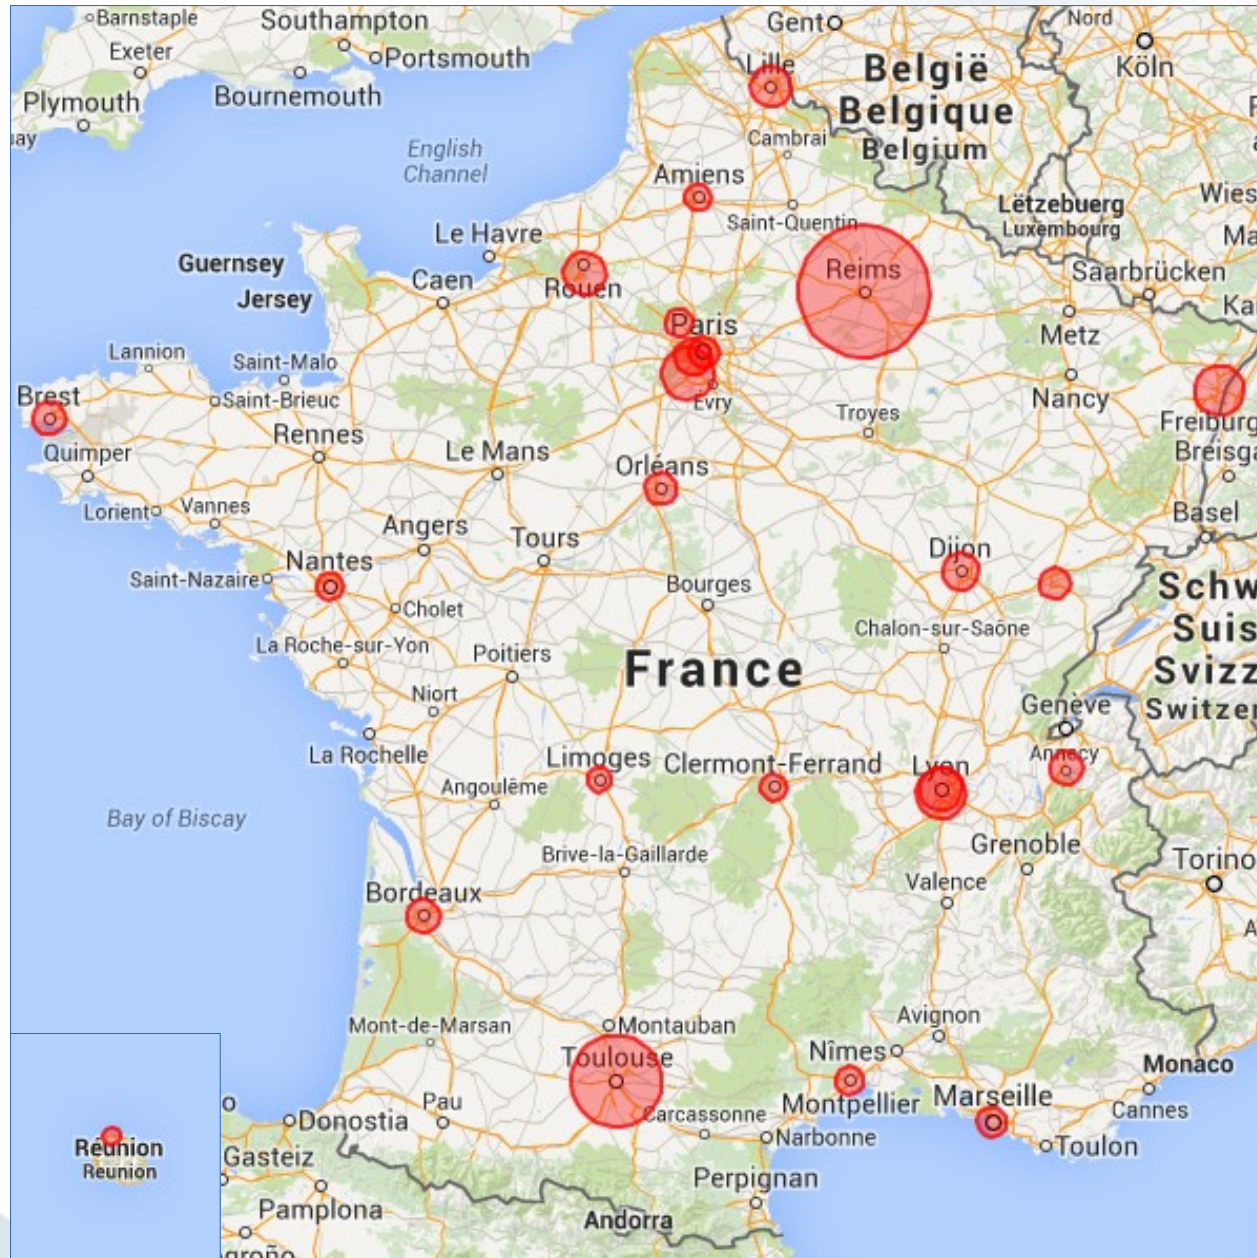 Barnstaple
Southampton
Gent
Nord
Exeter
Portsmouth
Lille
België
Köln
Plymouth
Bournemouth
Belgique
Cambrai
Belgium
English
Channel
Amiens
Saint-Quentin
Lëtzebuerg
Luxembourg
Le Havre
Guernsey
Caen
Rouen
Reims
Saarbrücken
Jersey
Paris
Metz
Lannion
Saint-Malo
Brest
Saint-Brieuc
Evry
Troyes
Nancy
Freiburg
Quimper
Rennes
Le Mans
Orléans
Lorient
Vannes
Angers
Tours
Dijon
Basel
Nantes
Saint-Nazaire
Cholet
Bourges
La Roche-sur-Yon
Poitiers
Chalon-sur-Saône
France
Niort
Genève
La Rochelle
Limoges
Clermont-Ferrand
Lyon
Annecy
Angoulême
Bay of Biscay
Brive-la-Gaillarde
Grenoble
Torino
Bordeaux
Valence
Mont-de-Marsan
Montauban
Avignon
Toulouse
Nîmes
Monaco
Pau
Carcassonne
Montpellier
Marseille
Cannes
Donostia
Narbonne
Toulon
Réunion
Reunion
Gasteiz
Perpignan
Pamplona
Andorra